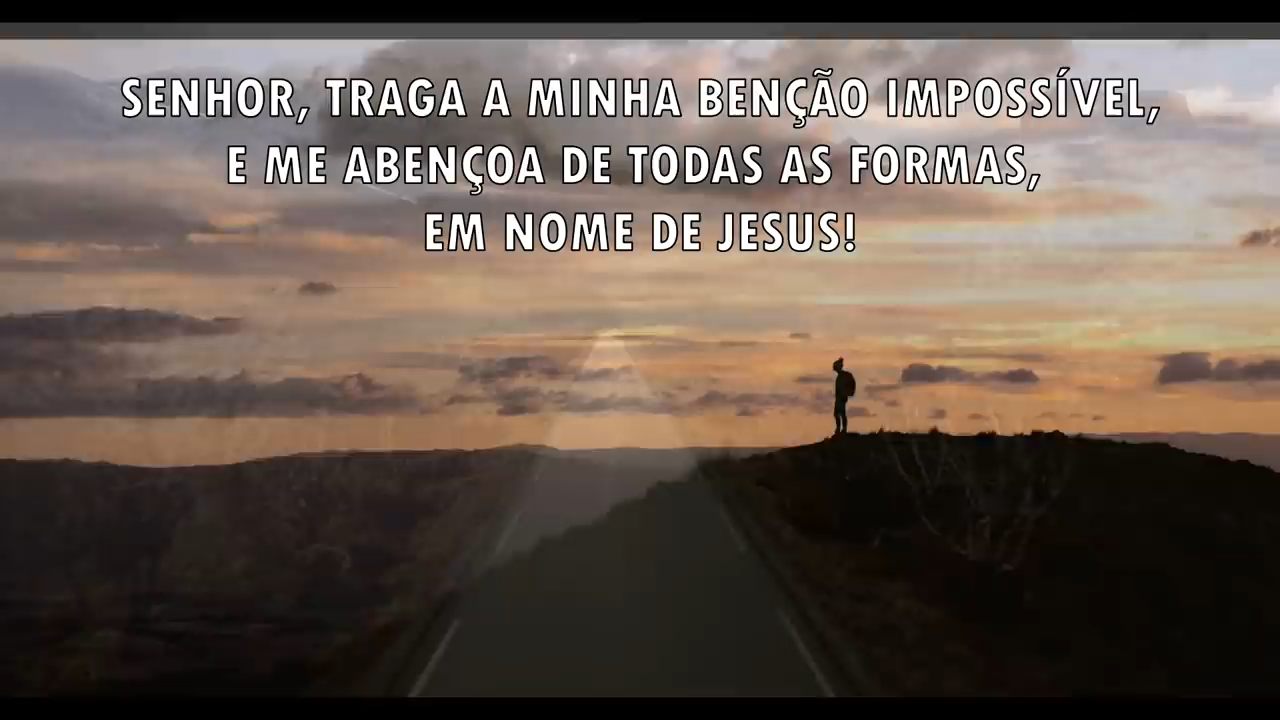 SENHOR, TRAGA A MINHA BENÇÃO IMPOSSÍVEL,
E ME ABENÇOA DE TODAS AS FORMAS,
EM NOME DE JESUS!